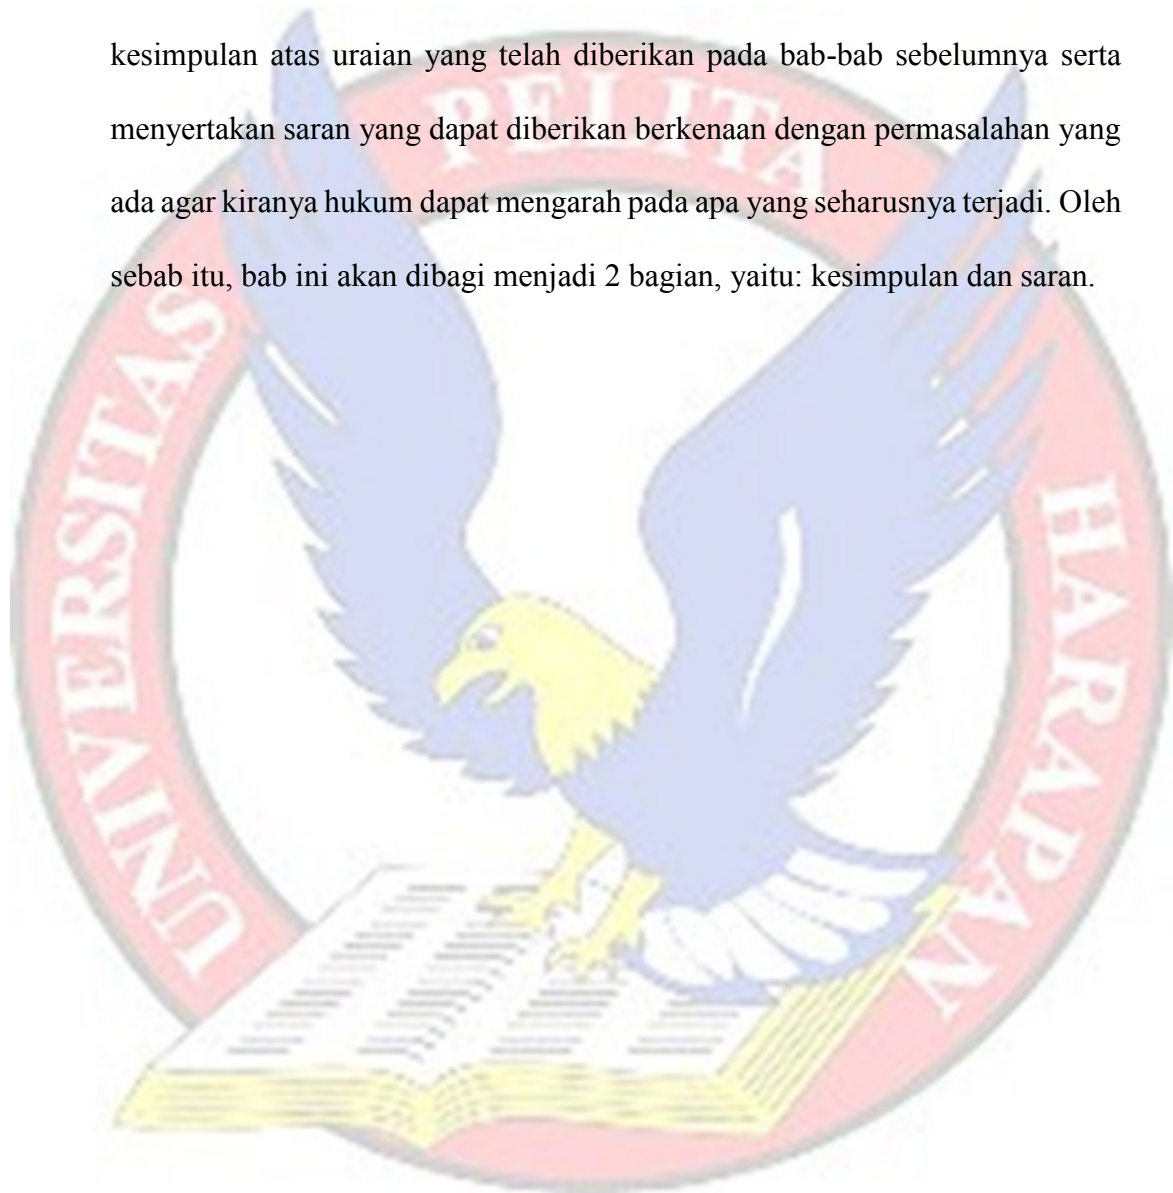 kesimpulan atas uraian yang telah diberikan pada bab-bab sebelumnya serta
menyertakan saran yang dapat diberikan berkenaan dengan permasalahan yang
ada agar kiranya hukum dapat mengarah pada apa yang seharusnya terjadi. Oleh
sebab itu, bab ini akan dibagi menjadi 2 bagian, yaitu: kesimpulan dan saran.
UNIVERSITAS PELITA HARAPAN